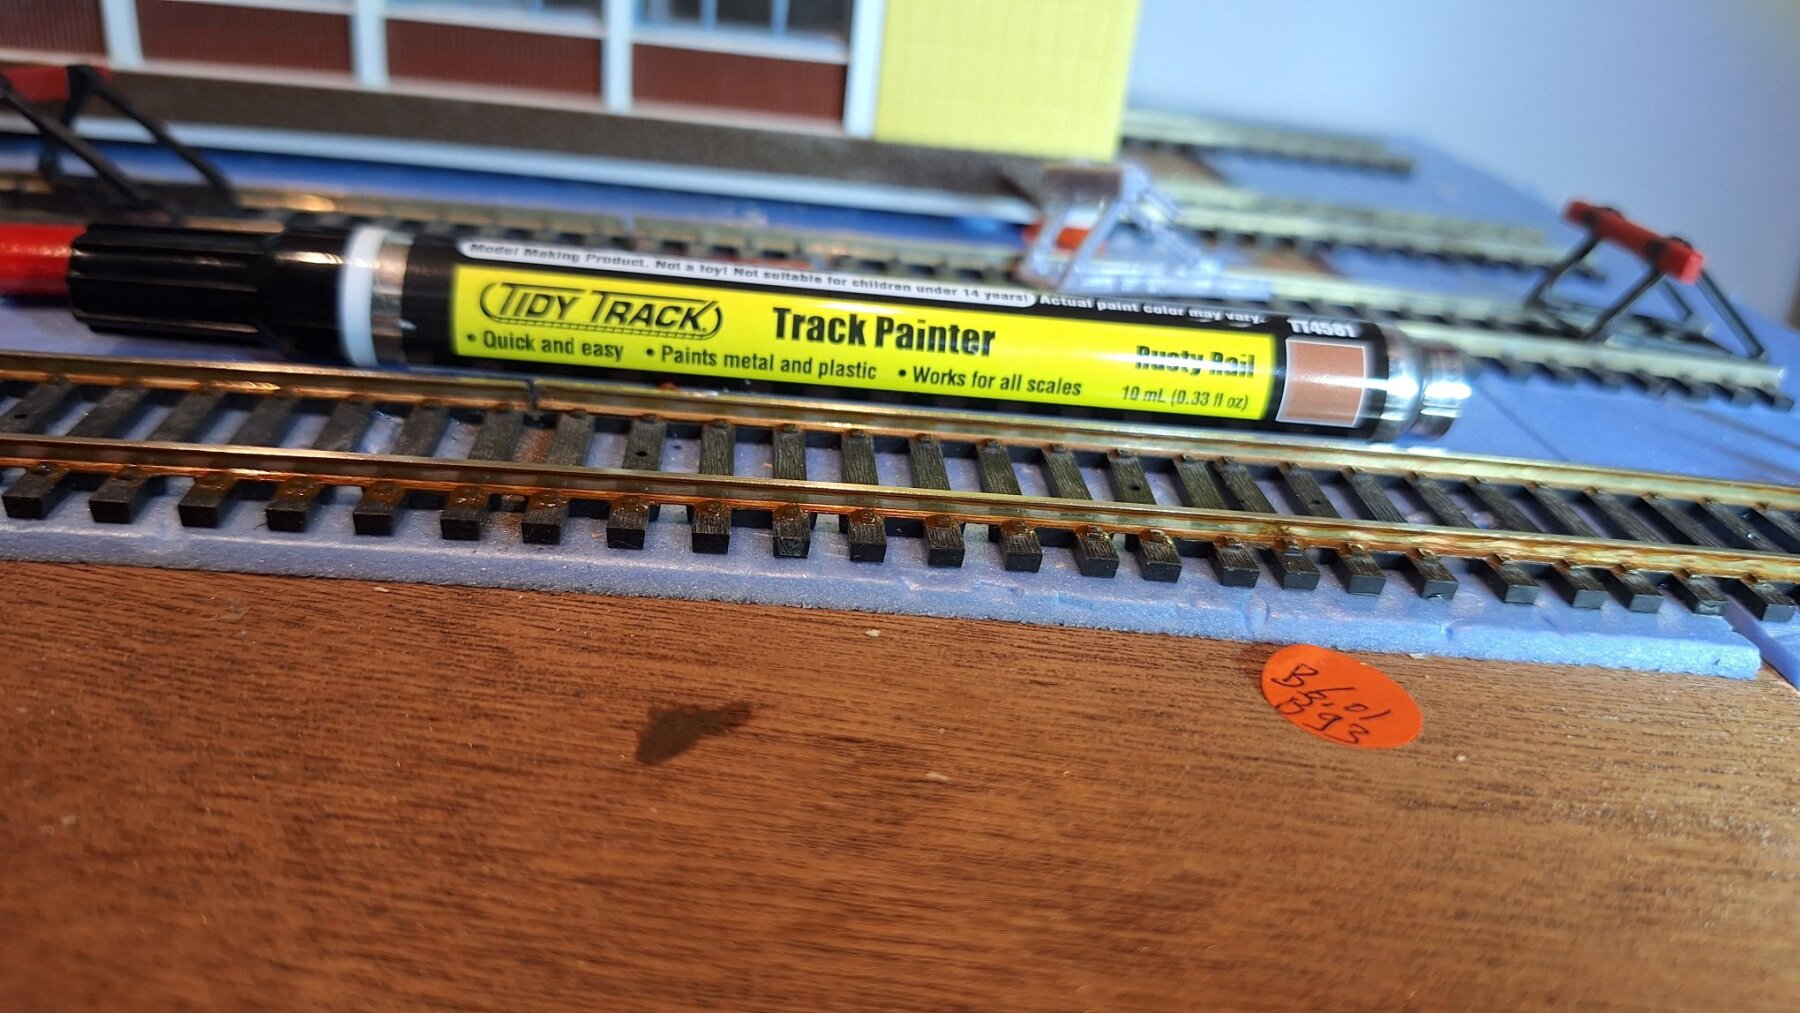 Model Making Product. Not a toy! Not suitable for children under 14 years! Actual paint color may vary. TT4581
TIDY TRACK
Track Painter
• Quick and easy • Paints metal and plastic • Works for all scales
Rusty Rail
10 mL (0.33 fl oz)
B6,01
B93